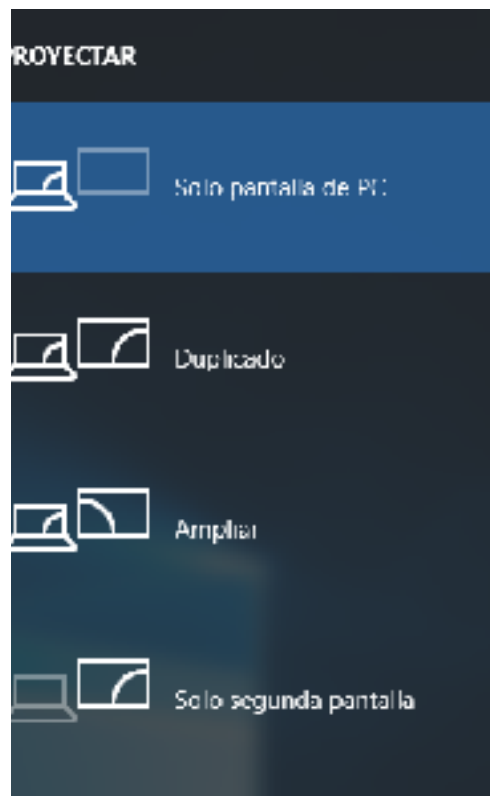 ROYECTAR
Solo pantalla de PC
Duplicado
Ampliar
Solo segunda pantalla